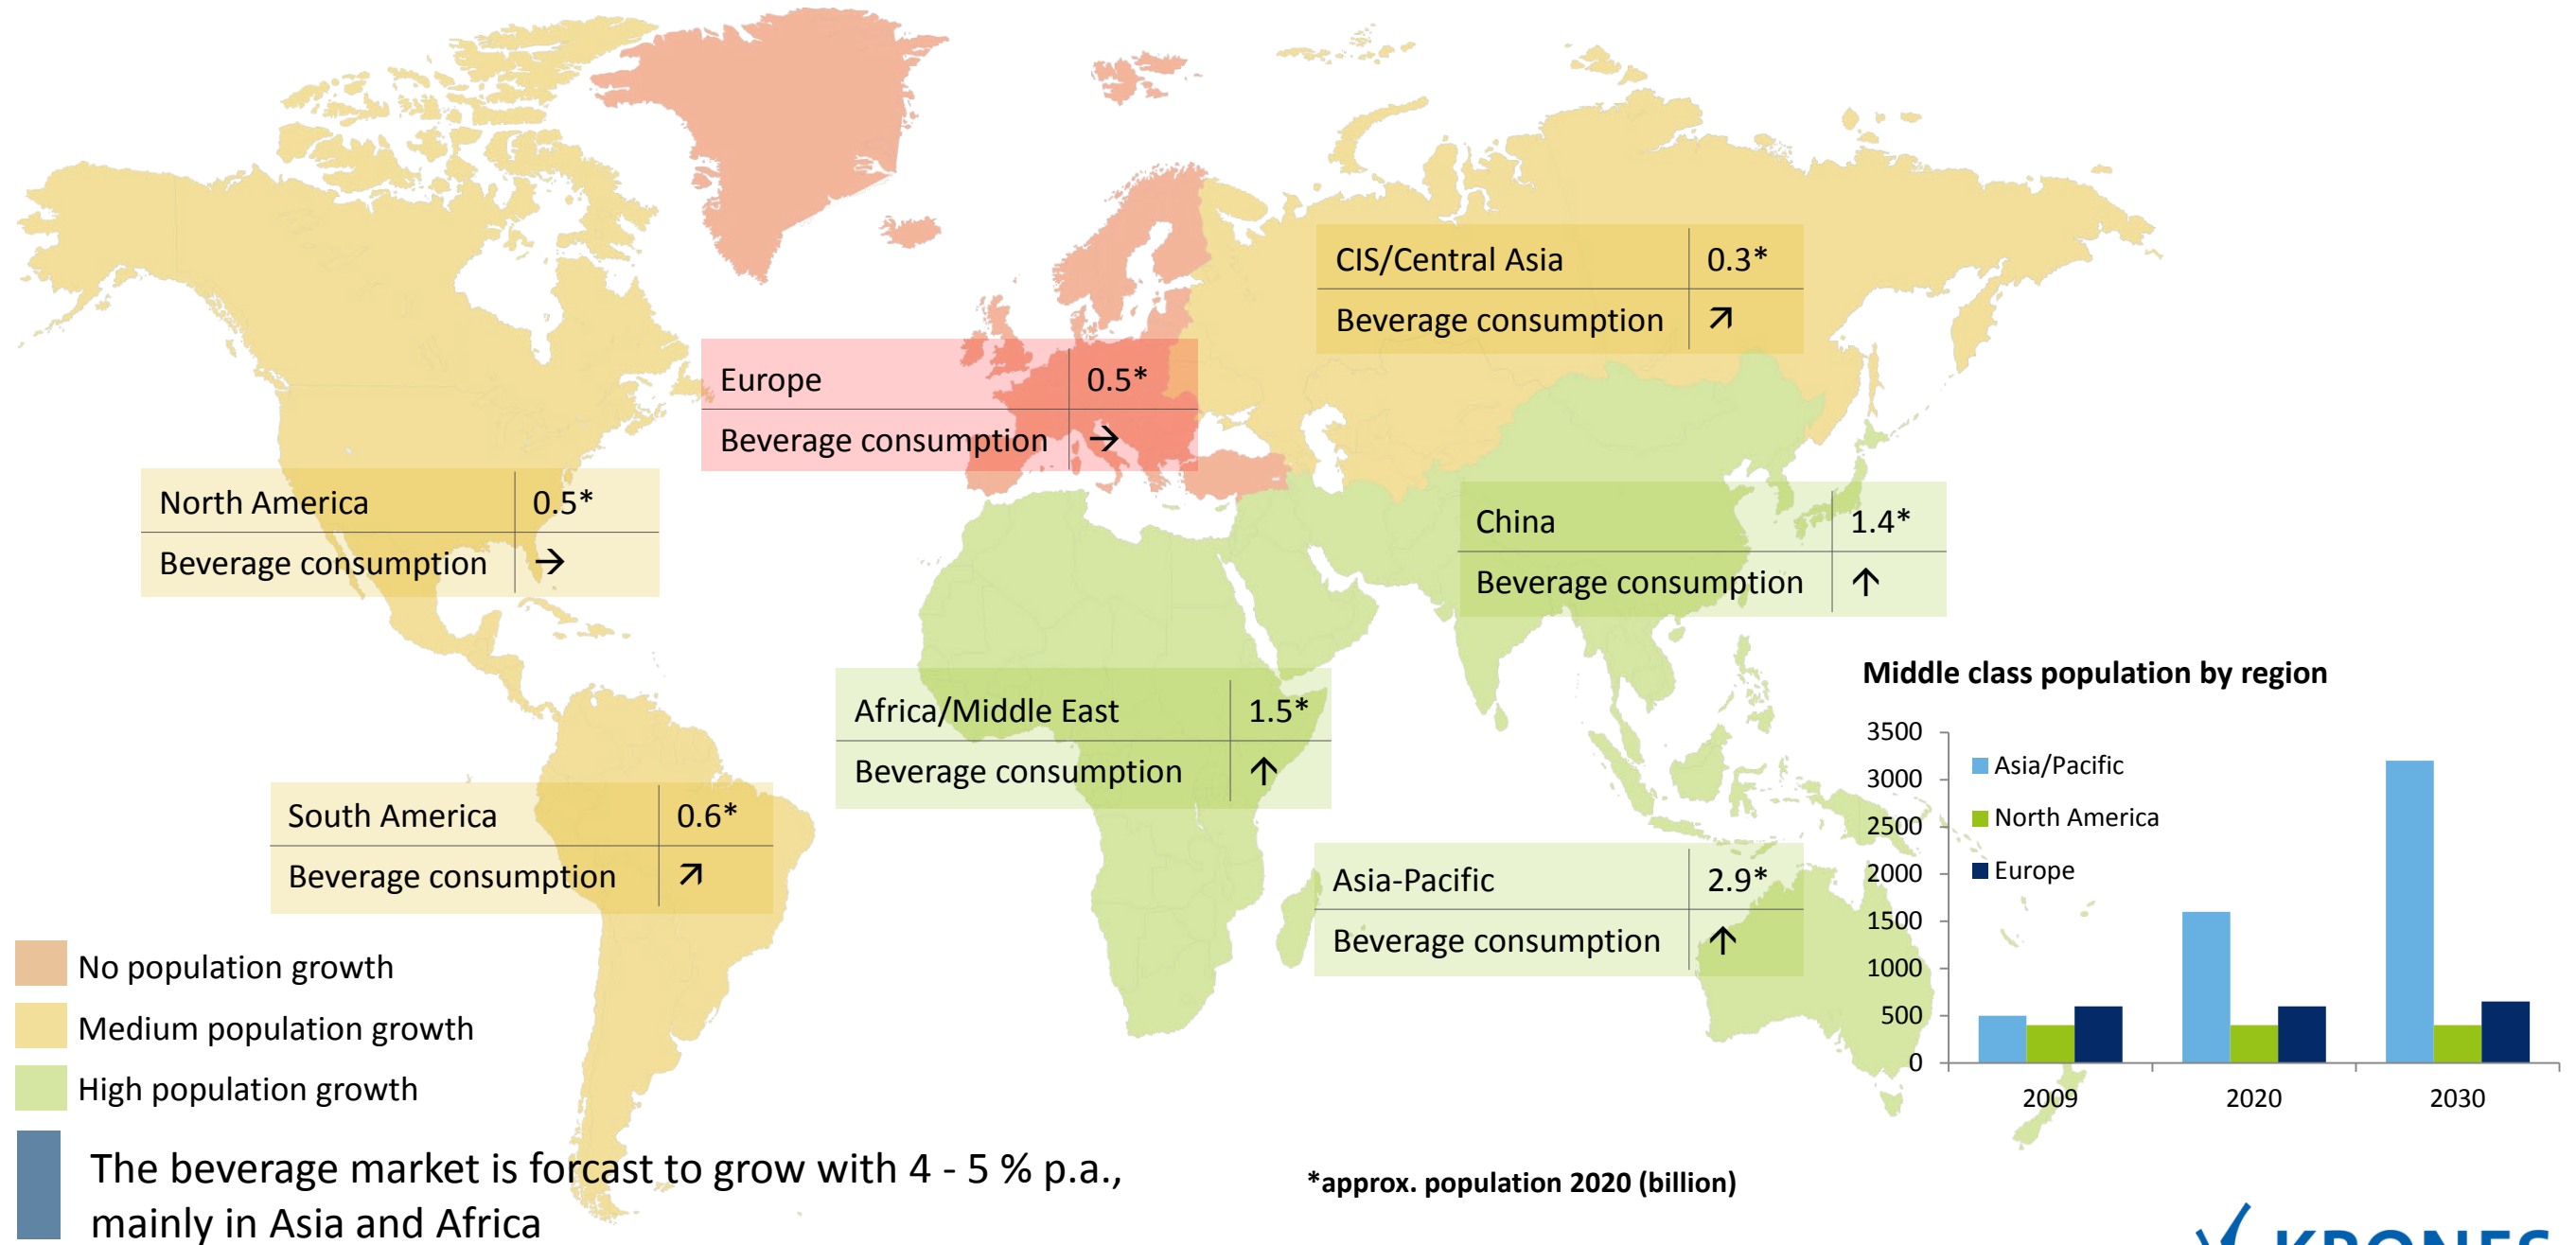 CIS/Central Asia 0.3*
Beverage consumption ↗
Europe 0.5*
Beverage consumption →
North America 0.5*
Beverage consumption →
China 1.4*
Beverage consumption ↑
Africa/Middle East 1.5*
Beverage consumption ↑
South America 0.6*
Beverage consumption ↗
Asia-Pacific 2.9*
Beverage consumption ↑
Middle class population by region
3500
3000
2500
2000
1500
1000
500
0
Asia/Pacific
North America
Europe
2009 2020 2030
No population growth
Medium population growth
High population growth
The beverage market is forcast to grow with 4 - 5 % p.a.,
mainly in Asia and Africa
*approx. population 2020 (billion)
KRONES